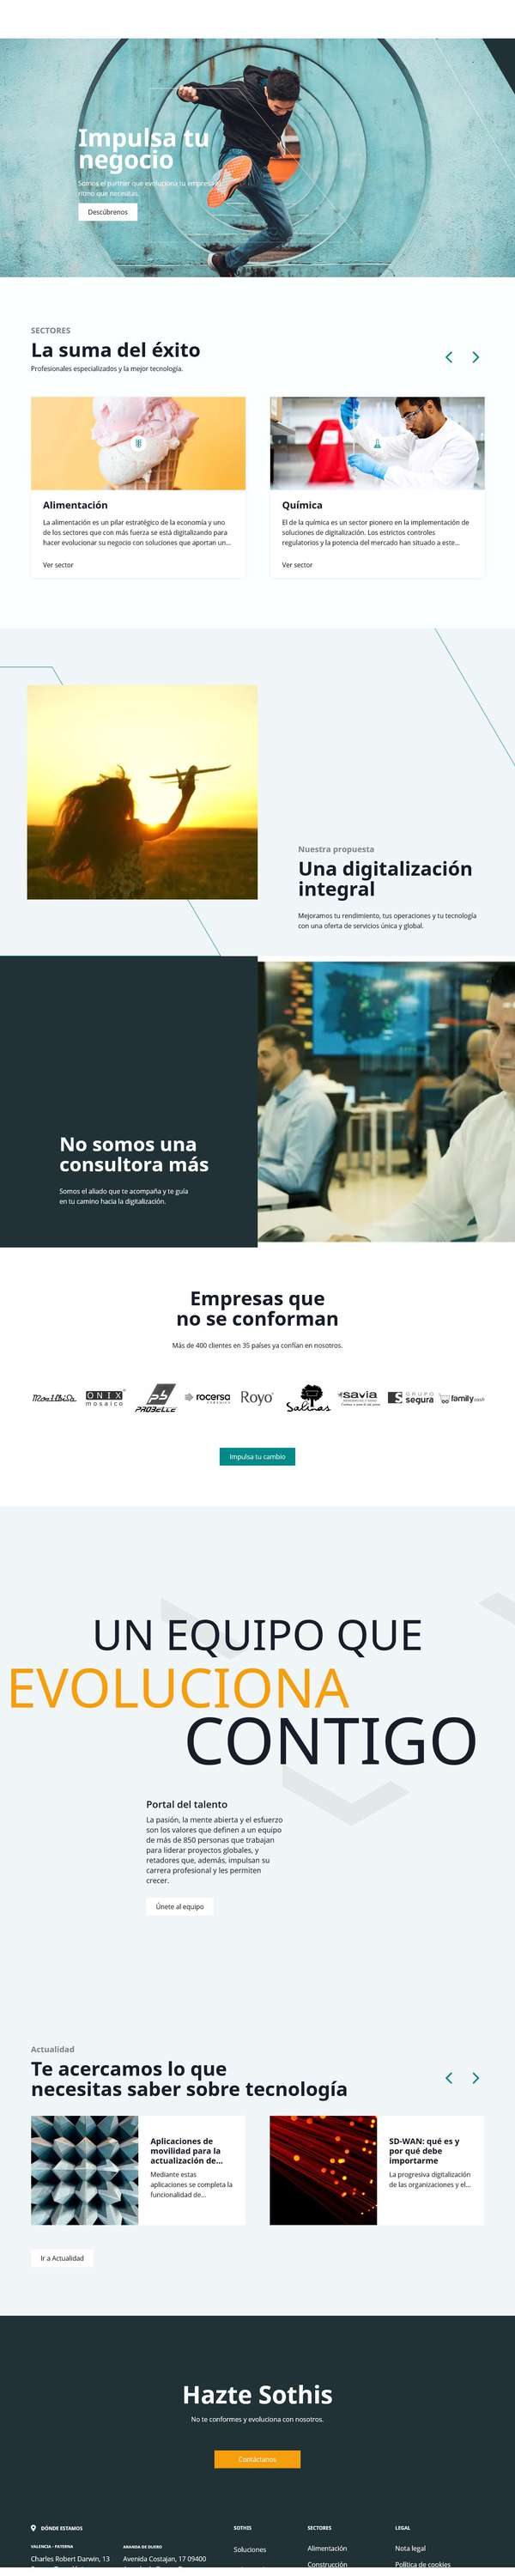 Impulsa tu
negocio
Somos el partner que evoluciona tu empresa al
ritmo que necesitas.
Descúbrenos
SECTORES
La suma del éxito
Profesionales especializados y la mejor tecnología.
Alimentación
La alimentación es un pilar estratégico de la economía y uno
de los sectores que con más fuerza se está digitalizando para
hacer evolucionar su negocio con soluciones que aportan un...
Ver sector
Química
El de la química es un sector pionero en la implementación de
soluciones de digitalización. Los estrictos controles
regulatorios y la potencia del mercado han situado a este...
Ver sector
Nuestra propuesta
Una digitalización
integral
Mejoramos tu rendimiento, tus operaciones y tu tecnología
con una oferta de servicios única y global.
No somos una
consultora más
Somos el aliado que te acompaña y te guía
en tu camino hacia la digitalización.
Empresas que
no se conforman
Más de 400 clientes en 35 países ya confían en nosotros.
ONIX
mosaico
PROBELTE
rocersa
Royo
Salinas
savia
GRUPO
segura
family cash
Impulsa tu cambio
UN EQUIPO QUE
EVOLUCIONA
CONTIGO
Portal del talento
La pasión, la mente abierta y el esfuerzo
son los valores que definen a un equipo
de más de 850 personas que trabajan
para liderar proyectos globales, y
retadores que, además, impulsan su
carrera profesional y les permiten
crecer.
Únete al equipo
Actualidad
Te acercamos lo que
necesitas saber sobre tecnología
Aplicaciones de
movilidad para la
actualización de...
Mediante estas
aplicaciones se completa la
funcionalidad de...
SD-WAN: qué es y
por qué debe
importarme
La progresiva digitalización
de las organizaciones y el...
Ir a Actualidad
Hazte Sothis
No te conformes y evoluciona con nosotros.
Contáctanos
DÓNDE ESTAMOS
VALENCIA - PATERNA
Charles Robert Darwin, 13
ARANDA DE DUERO
Avenida Costajan, 17 09400
SOTHIS
Soluciones
SECTORES
Alimentación
Construcción
LEGAL
Nota legal
Política de cookies